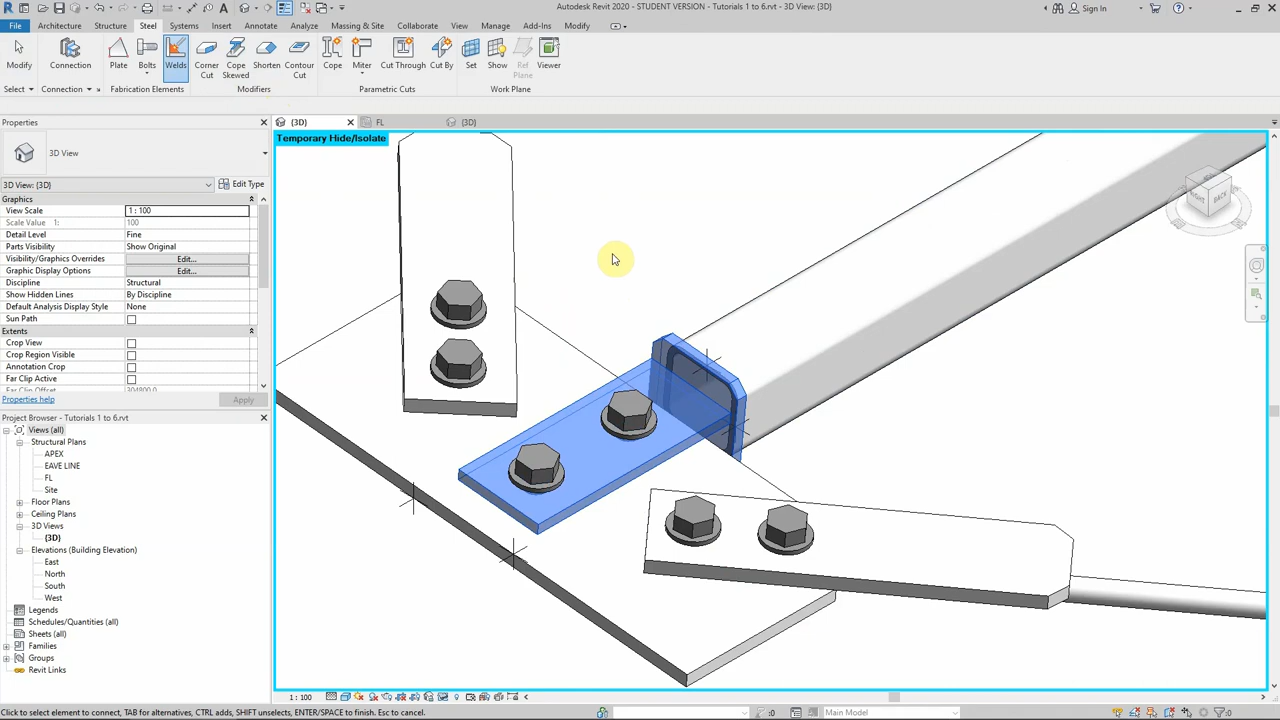 Autodesk Revit 2020 - STUDENT VERSION - Tutorials 1 to 6.rvt - 3D View: {3D}
Sign In
File Architecture Structure Steel Systems Insert Annotate Analyze Massing & Site Collaborate View Manage Add-Ins Modify
Modify Connection Plate Bolts Welds Corner Cut Cope Skewed Shorten Contour Cut Cope Miter Cut Through Cut By Set Show Ref Plane Viewer
Select Connection Fabrication Elements Modifiers Parametric Cuts Work Plane
Properties
{3D} FL {3D}
Temporary Hide/Isolate
3D View
3D View: {3D} Edit Type
Graphics
View Scale 1 : 100
Scale Value 1: 100
Detail Level Fine
Parts Visibility Show Original
Visibility/Graphics Overrides Edit...
Graphic Display Options Edit...
Discipline Structural
Show Hidden Lines By Discipline
Default Analysis Display Style None
Sun Path
Extents
Crop View
Crop Region Visible
Annotation Crop
Far Clip Active
Far Clip Offset 304800.0
Properties help Apply
Project Browser - Tutorials 1 to 6.rvt
Views (all)
Structural Plans
APEX
EAVE LINE
FL
Site
Floor Plans
Ceiling Plans
3D Views
{3D}
Elevations (Building Elevation)
East
North
South
West
Legends
Schedules/Quantities (all)
Sheets (all)
Families
Groups
Revit Links
RIGHT BACK
1 : 100
Click to select element to connect, TAB for alternatives, CTRL adds, SHIFT unselects, ENTER/SPACE to finish. Esc to cancel.
:0 Main Model :0